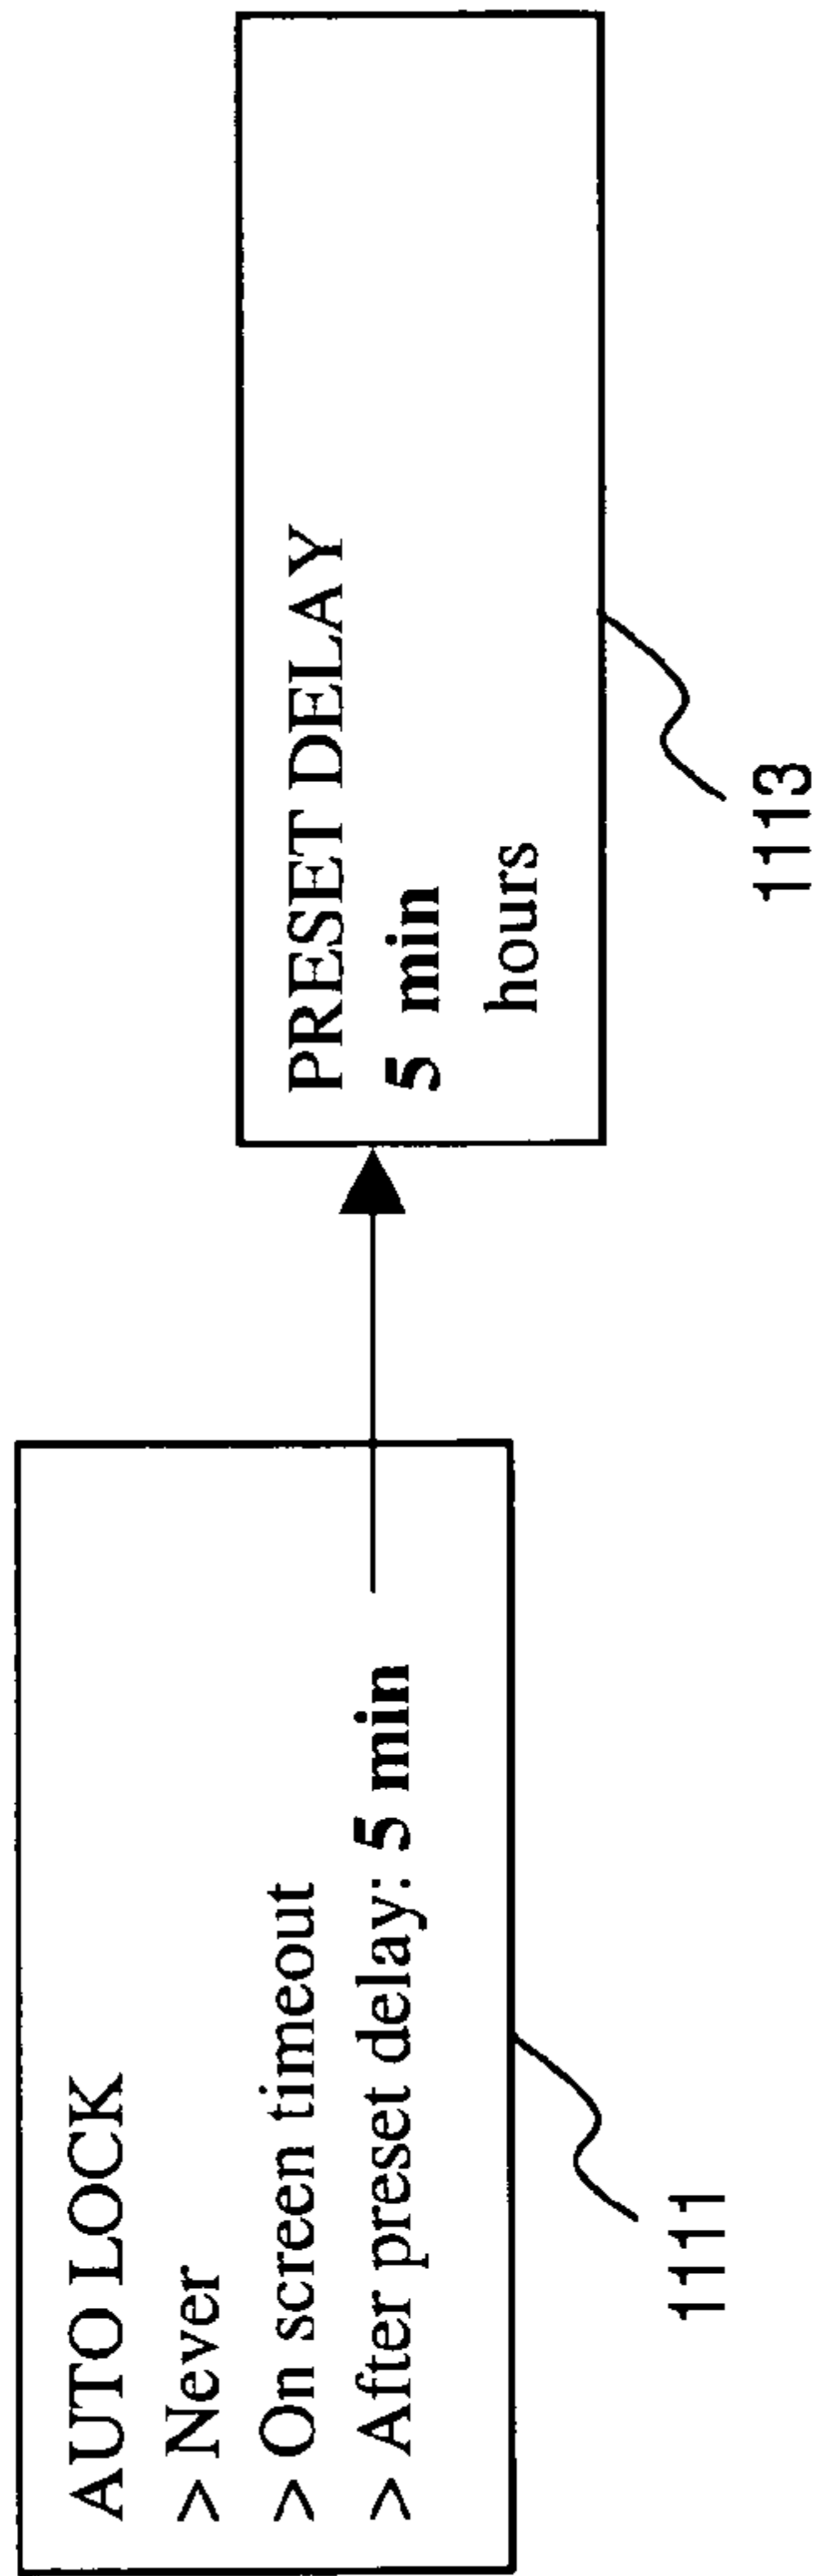 AUTO LOCK
> Never
> On screen timeout
> After preset delay: 5 min
1111
PRESET DELAY
5 min
hours
1113